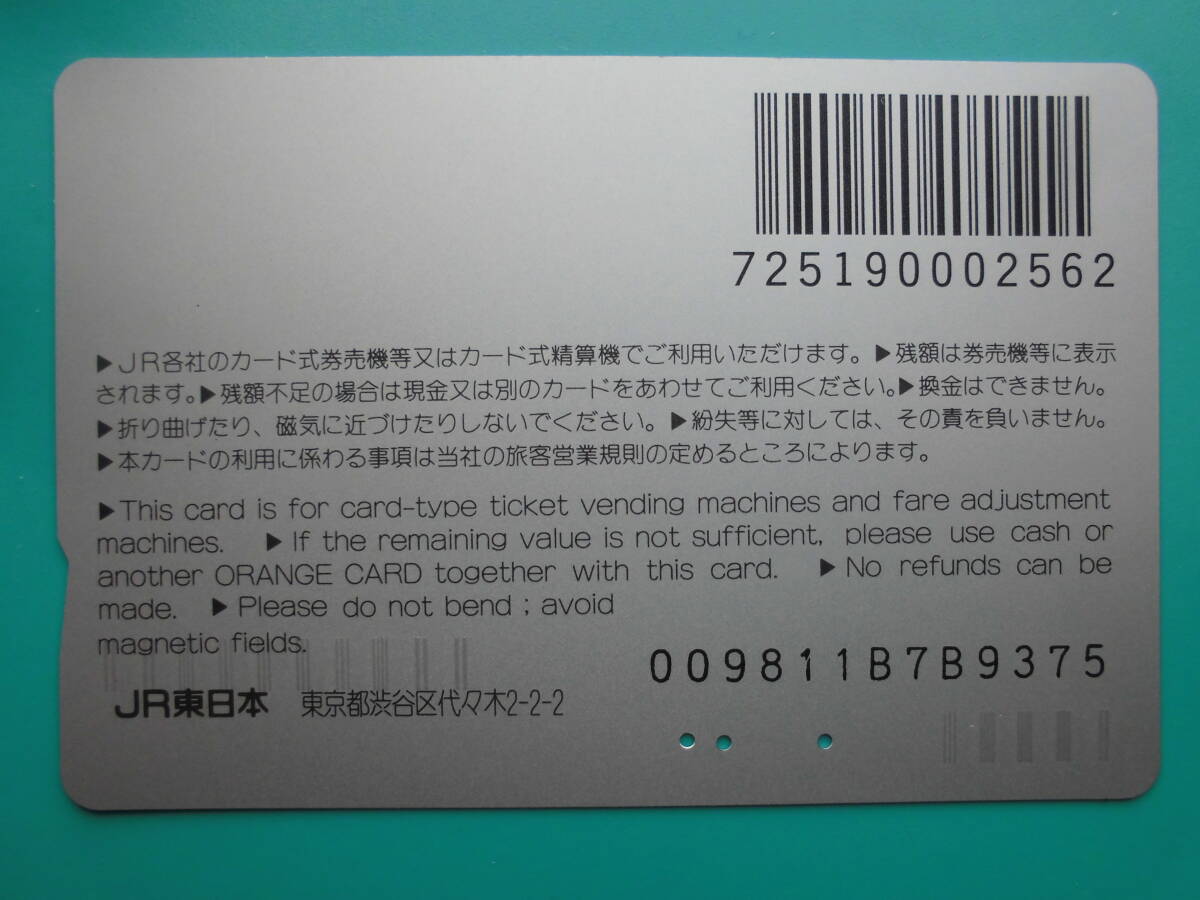 725190002562
▶JR各社のカード式券売機等又はカード式精算機でご利用いただけます。▶残額は券売機等に表示
されます。▶残額不足の場合は現金又は別のカードをあわせてご利用ください。▶換金はできません。
▶折り曲げたり、磁気に近づけたりしないでください。▶紛失等に対しては、その責を負いません。
▶本カードの利用に係わる事項は当社の旅客営業規則の定めるところによります。
▶This card is for card-type ticket vending machines and fare adjustment
machines. ▶If the remaining value is not sufficient, please use cash or
another ORANGE CARD together with this card. ▶No refunds can be
made. ▶Please do not bend ; avoid
magnetic fields.
009811B7B9375
JR東日本 東京都渋谷区代々木2-2-2